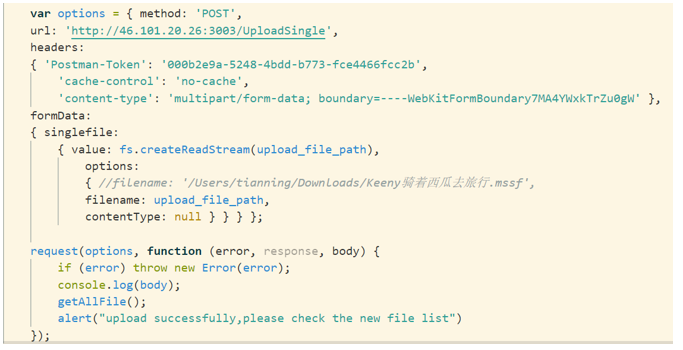 var options = { method: 'POST',
url: 'http://46.101.20.26:3003/UploadSingle',
headers:
{ 'Postman-Token': '000b2e9a-5248-4bdd-b773-fce4466fcc2b',
'cache-control': 'no-cache',
'content-type': 'multipart/form-data; boundary=----WebKitFormBoundary7MA4YWxkTrZu0gW' },
formData:
{ singlefile:
{ value: fs.createReadStream(upload_file_path),
options:
{ //filename: '/Users/tianning/Downloads/Keeny骑着西瓜去旅行.mssf',
filename: upload_file_path,
contentType: null } } } };
request(options, function (error, response, body) {
if (error) throw new Error(error);
console.log(body);
getAllFile();
alert("upload successfully,please check the new file list")
});